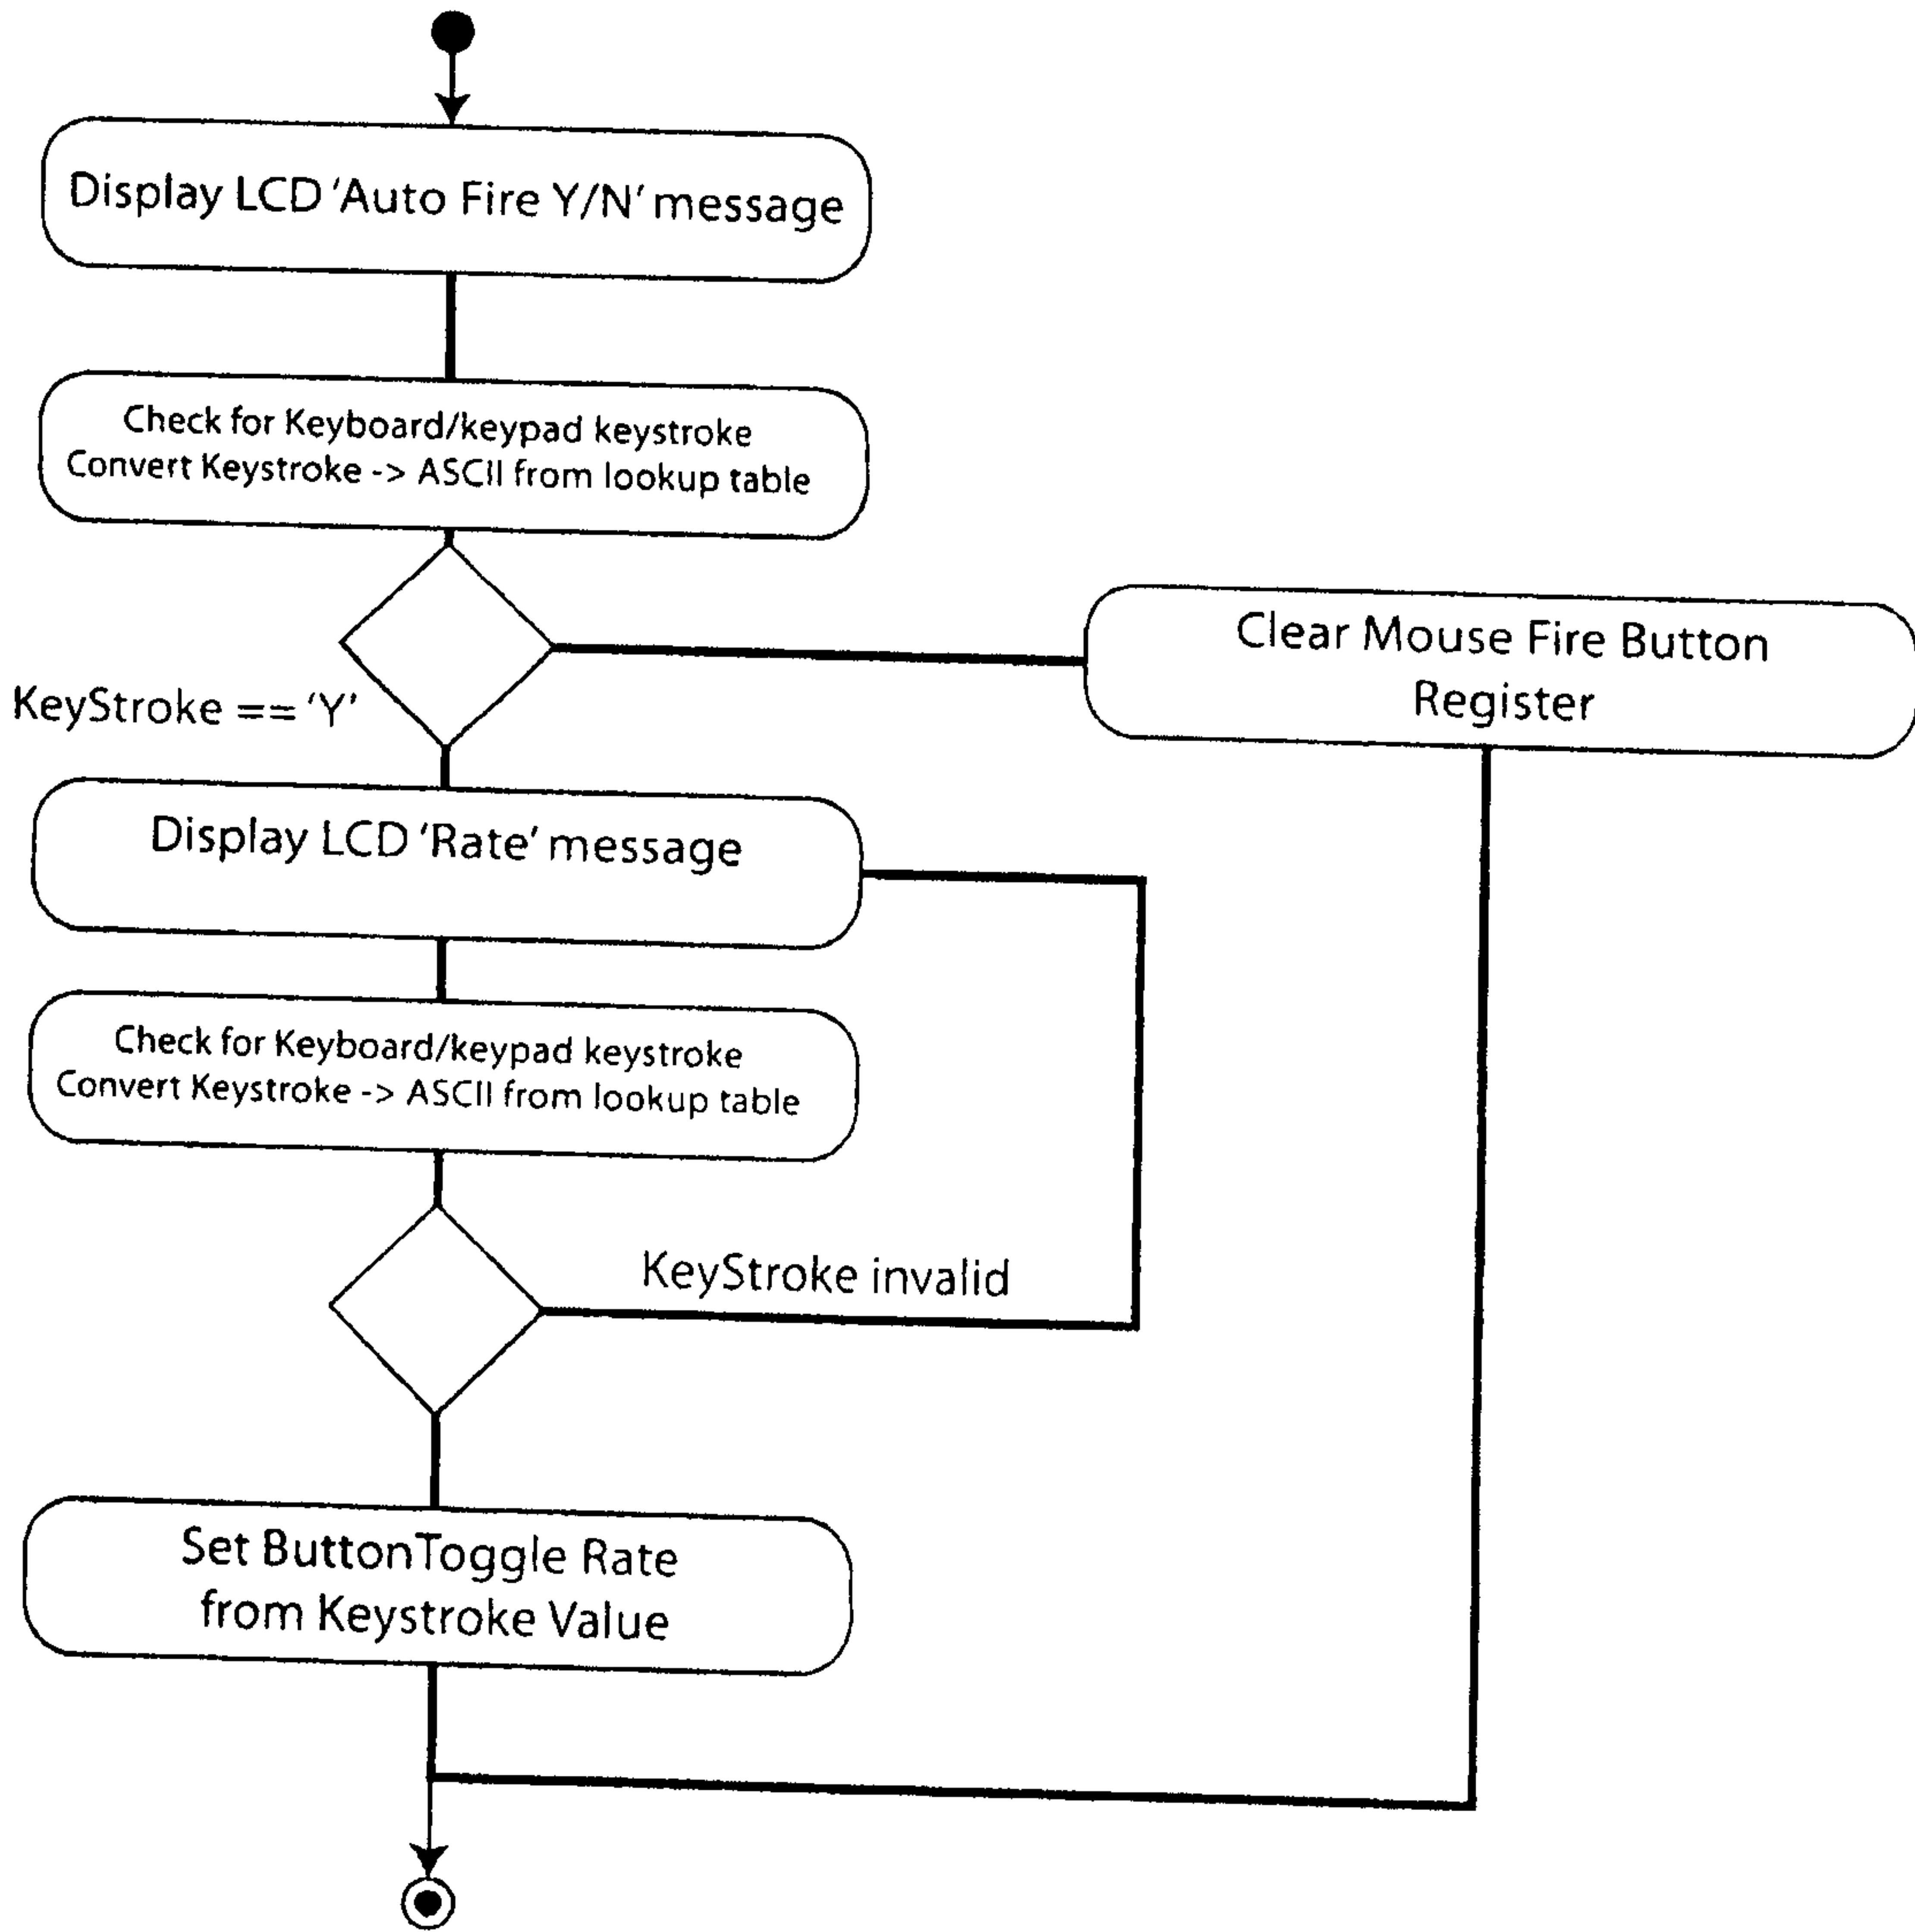 Display LCD 'Auto Fire Y/N' message
Check for Keyboard/keypad keystroke
Convert Keystroke -> ASCII from lookup table
Clear Mouse Fire Button
Register
KeyStroke == 'Y'
Display LCD 'Rate' message
Check for Keyboard/keypad keystroke
Convert Keystroke -> ASCII from lookup table
KeyStroke invalid
Set ButtonToggle Rate
from Keystroke Value